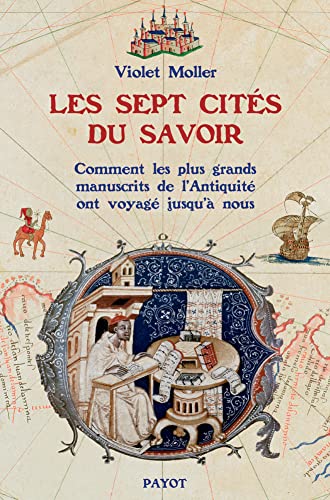 Violet Moller
LES SEPT CITÉS
DU SAVOIR
Comment les plus grands
manuscrits de l'Antiquité
ont voyagé jusqu'à nous
PAYOT